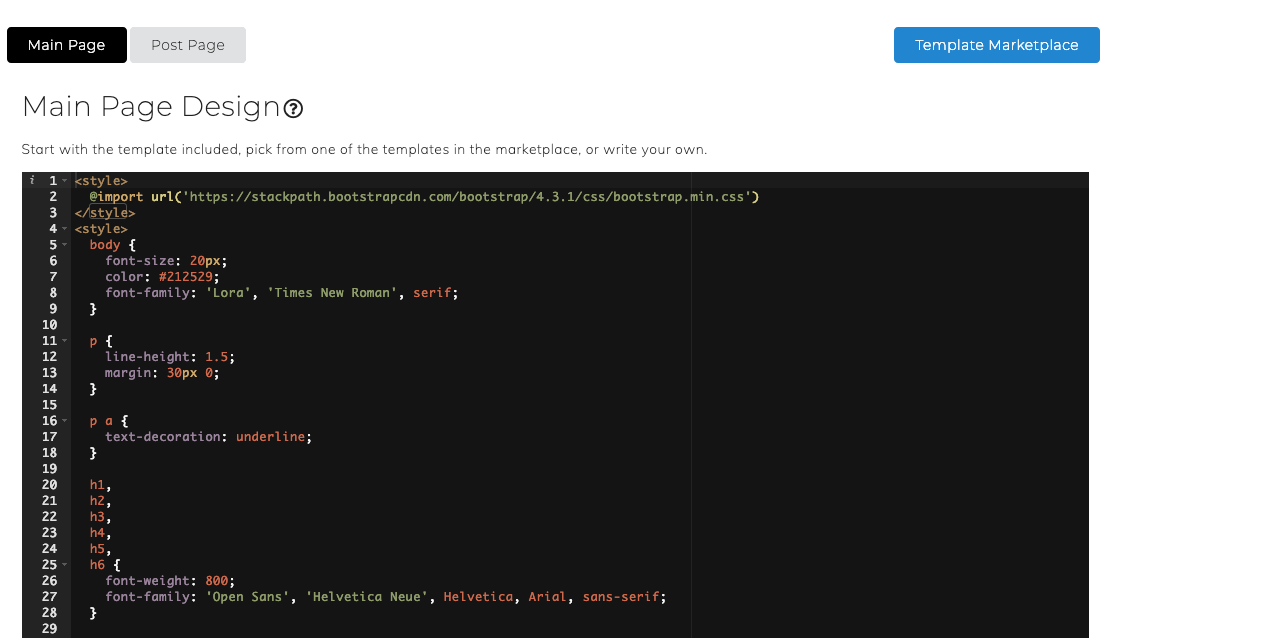 Main Page
Post Page
Template Marketplace
Main Page Design?
Start with the template included, pick from one of the templates in the marketplace, or write your own.
i 1 <style>
2   @import url('https://stackpath.bootstrapcdn.com/bootstrap/4.3.1/css/bootstrap.min.css')
3 </style>
4 <style>
5   body {
6     font-size: 20px;
7     color: #212529;
8     font-family: 'Lora', 'Times New Roman', serif;
9   }
10
11   p {
12     line-height: 1.5;
13     margin: 30px 0;
14   }
15
16   p a {
17     text-decoration: underline;
18   }
19
20   h1,
21   h2,
22   h3,
23   h4,
24   h5,
25   h6 {
26     font-weight: 800;
27     font-family: 'Open Sans', 'Helvetica Neue', Helvetica, Arial, sans-serif;
28   }
29